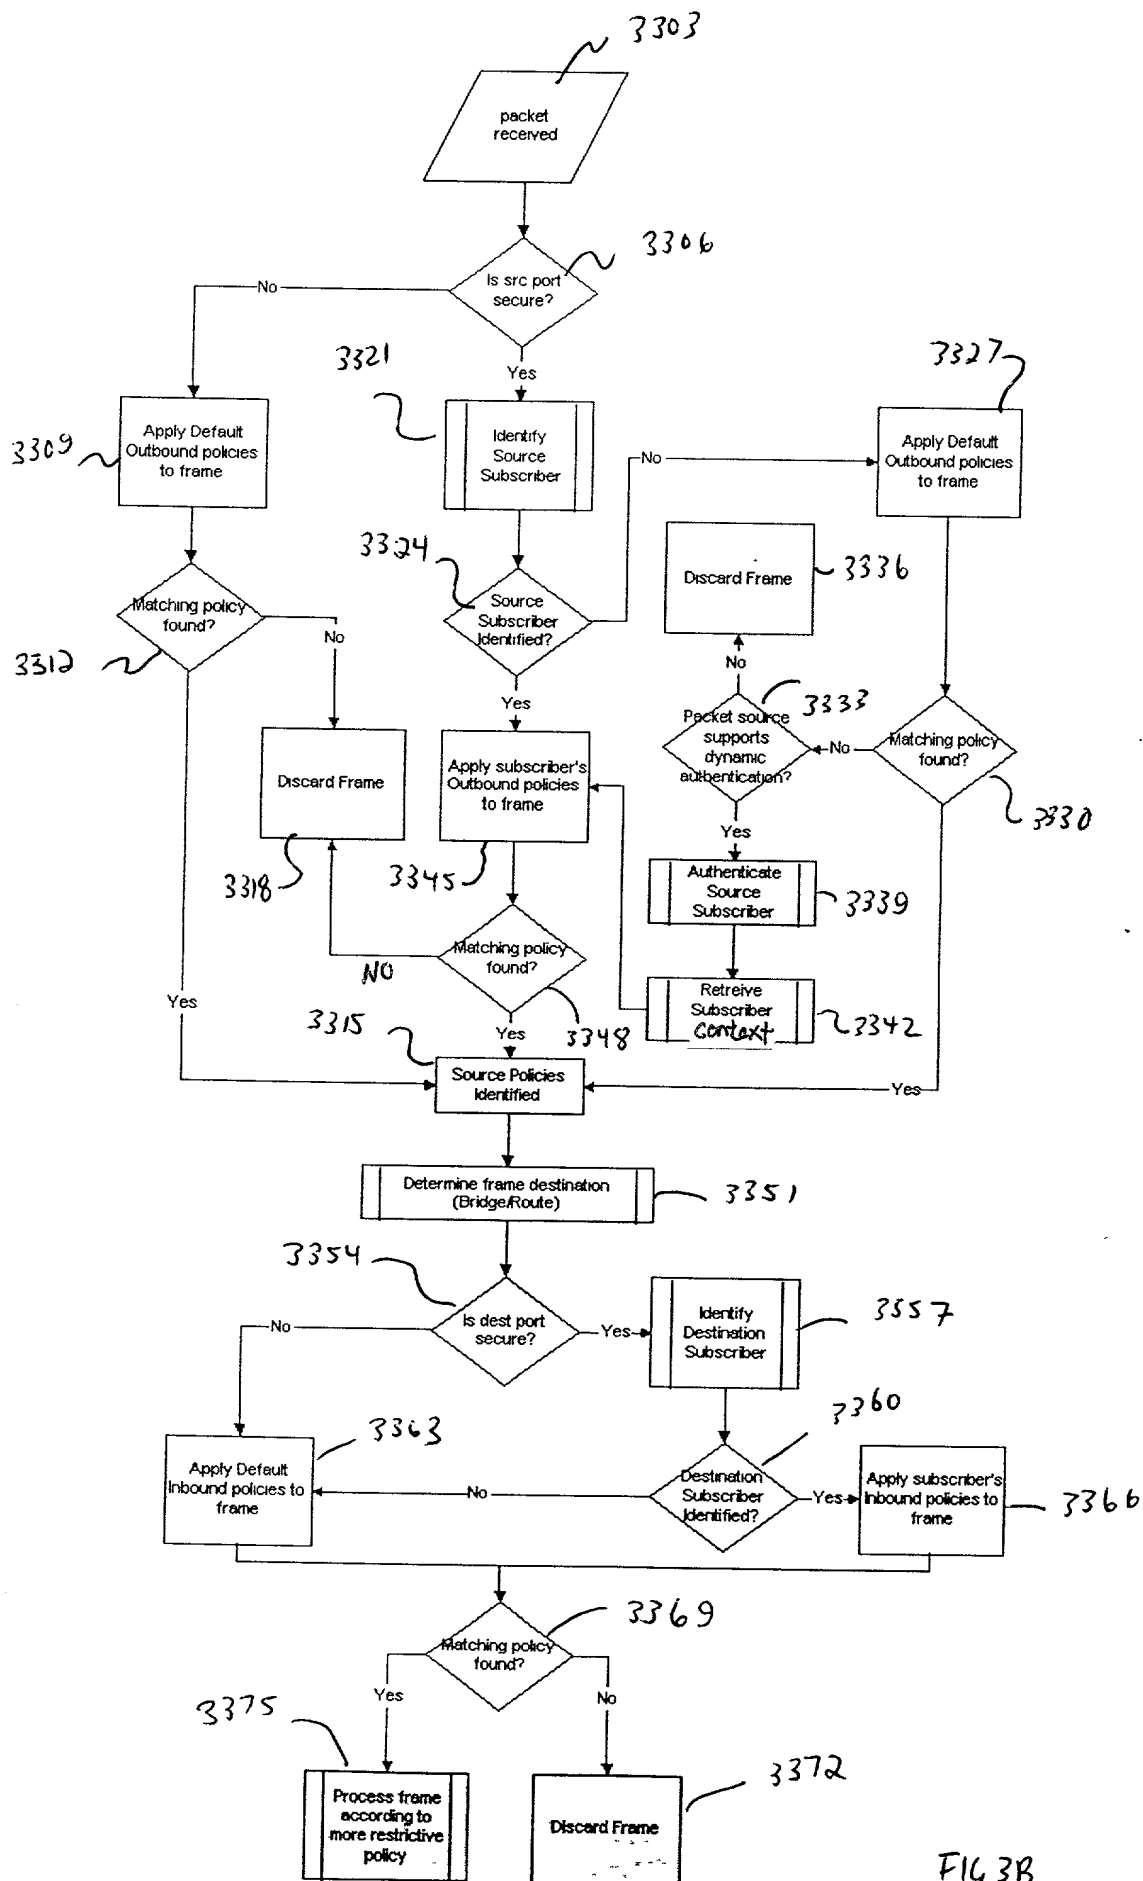 3303
packet
received
3306
Is src port
secure?
No
Yes
3321
3327
3309
Apply Default
Outbound policies
to frame
Identify
Source
Subscriber
No
Apply Default
Outbound policies
to frame
3324
Discard Frame
3336
Matching policy
found?
No
Source
Subscriber
Identified?
3312
No
Yes
3333
Packet source
supports
dynamic
authentication?
No
Matching policy
found?
3330
Discard Frame
Apply subscriber's
Outbound policies
to frame
Yes
3318
3345
Authenticate
Source
Subscriber
3339
NO
Matching policy
found?
Retreive
Subscriber
Context
3342
Yes
3315
Yes
3348
Source Policies
Identified
Yes
Determine frame destination
(Bridge/Route)
3351
3354
Is dest port
secure?
No
Yes
Identify
Destination
Subscriber
3357
3363
3360
Apply Default
Inbound policies to
frame
No
Destination
Subscriber
Identified?
Yes
Apply subscriber's
Inbound policies to
frame
3366
Matching policy
found?
3369
Yes
No
3375
3372
Process frame
according to
more restrictive
policy
Discard Frame
FIG 3B